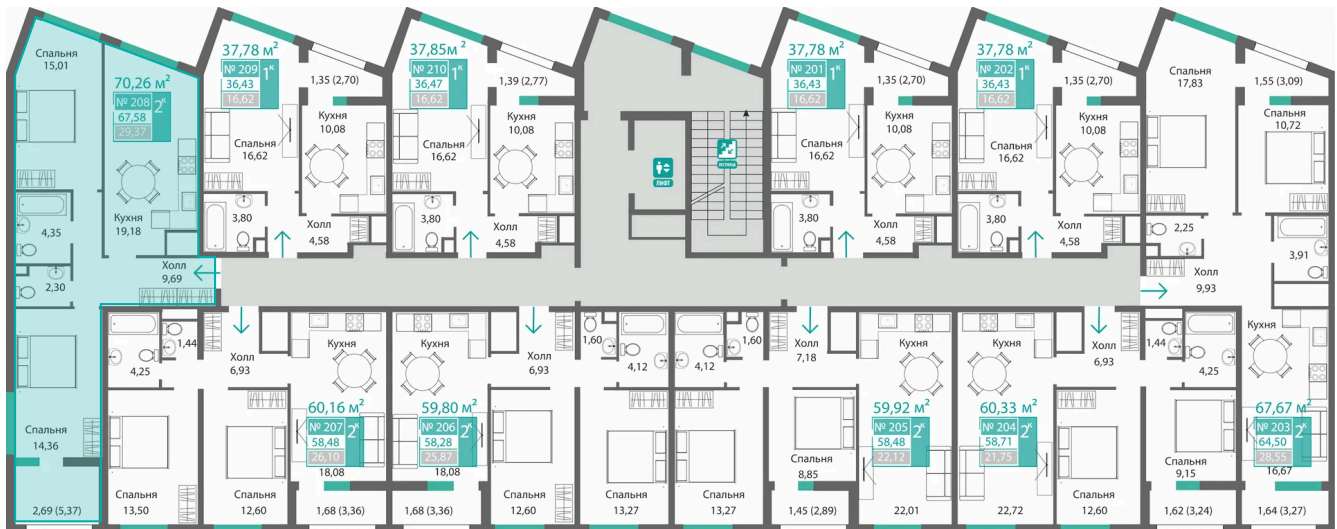 Спальня
15,01
70,26 м²
№ 208
67,58
29,37
2к
Кухня
19,18
4,35
2,30
Холл
9,69
Спальня
14,36
2,69 (5,37)
37,78 м²
№ 209
36,43
16,62
1к
1,35 (2,70)
Кухня
10,08
Спальня
16,62
3,80
Холл
4,58
37,85м²
№ 210
36,47
16,62
1к
1,39 (2,77)
Кухня
10,08
Спальня
16,62
3,80
Холл
4,58
ЛИФТ
ЛЕСТНИЦА
37,78 м²
№ 201
36,43
16,62
1к
1,35 (2,70)
Кухня
10,08
Спальня
16,62
3,80
Холл
4,58
37,78 м²
№ 202
36,43
16,62
1к
1,35 (2,70)
Кухня
10,08
Спальня
16,62
3,80
Холл
4,58
Спальня
17,83
1,55 (3,09)
Спальня
10,72
2,25
3,91
Холл
9,93
Кухня
67,67 м²
№ 203
64,50
28,55
2к
16,67
1,64 (3,27)
1,44
4,25
Холл
6,93
Кухня
60,16 м²
№ 207
58,48
26,10
2к
18,08
Спальня
13,50
Спальня
12,60
1,68 (3,36)
Кухня
59,80 м²
№ 206
58,28
25,87
2к
18,08
1,68 (3,36)
Холл
6,93
1,60
4,12
Спальня
12,60
Спальня
13,27
4,12
1,60
Холл
7,18
Кухня
59,92 м²
№ 205
58,48
22,12
2к
Спальня
13,27
Спальня
8,85
1,45 (2,89)
22,01
Кухня
60,33 м²
№ 204
58,71
21,75
2к
22,72
Холл
6,93
1,44
4,25
Спальня
12,60
Спальня
9,15
1,62 (3,24)